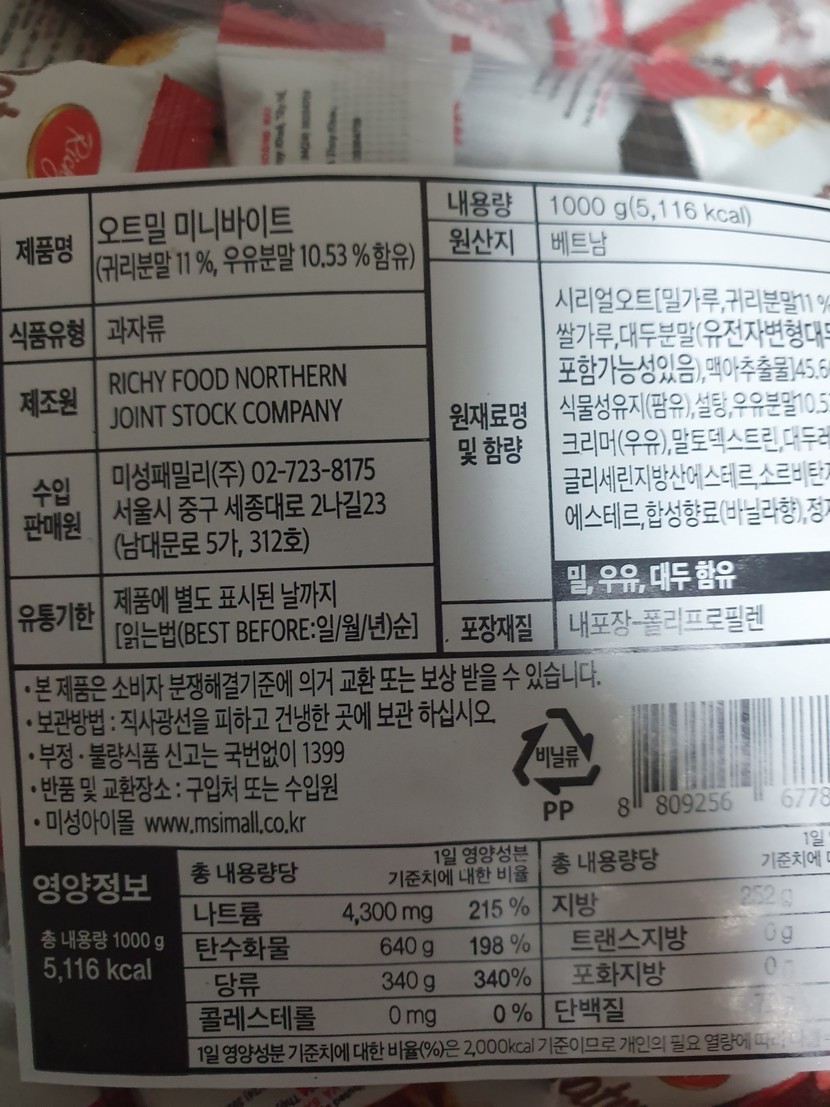 Richy
제품명
오트밀 미니바이트
(귀리분말 11 %, 우유분말 10.53 % 함유)
식품유형
과자류
제조원
RICHY FOOD NORTHERN
JOINT STOCK COMPANY
수입
판매원
미성패밀리(주) 02-723-8175
서울시 중구 세종대로 2나길23
(남대문로 5가, 312호)
유통기한
제품에 별도 표시된 날까지
[읽는법(BEST BEFORE:일/월/년)순]
내용량
1000 g(5,116 kcal)
원산지
베트남
원재료명
및 함량
시리얼오트[밀가루,귀리분말11 %
쌀가루,대두분말(유전자변형대두
포함가능성있음),맥아추출물]45.6
식물성유지(팜유),설탕,우유분말10.5
크리머(우유),말토덱스트린,대두레
글리세린지방산에스테르,소르비탄지
에스테르,합성향료(바닐라향),정
밀, 우유, 대두 함유
포장재질
내포장-폴리프로필렌
•본 제품은 소비자 분쟁해결기준에 의거 교환 또는 보상 받을 수 있습니다.
•보관방법 : 직사광선을 피하고 건냉한 곳에 보관 하십시오.
•부정·불량식품 신고는 국번없이 1399
•반품 및 교환장소 : 구입처 또는 수입원
•미성아이몰 www.msimall.co.kr
비닐류
PP
8 809256 6778
영양정보
총 내용량 1000 g
5,116 kcal
총 내용량당
1일 영양성분
기준치에 대한 비율
나트륨 4,300 mg 215 %
탄수화물 640 g 198 %
당류 340 g 340%
콜레스테롤 0 mg 0 %
총 내용량당
1일
기준치에
지방 252 g
트랜스지방 0 g
포화지방 0
단백질
1일 영양성분 기준치에 대한 비율(%)은 2,000kcal 기준이므로 개인의 필요 열량에 따라